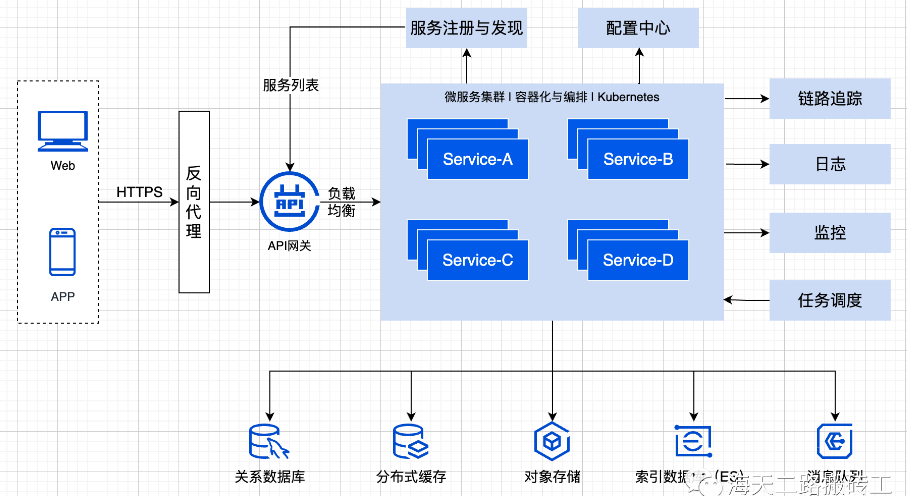 服务注册与发现
配置中心
服务列表
微服务集群 | 容器化与编排 | Kubernetes
链路追踪
Web
Service-A
Service-B
日志
HTTPS
反向代理
API
负载
均衡
API网关
监控
Service-C
Service-D
APP
任务调度
关系数据库
分布式缓存
对象存储
索引数据库（ES）
消息队列
海天二路搬砖工